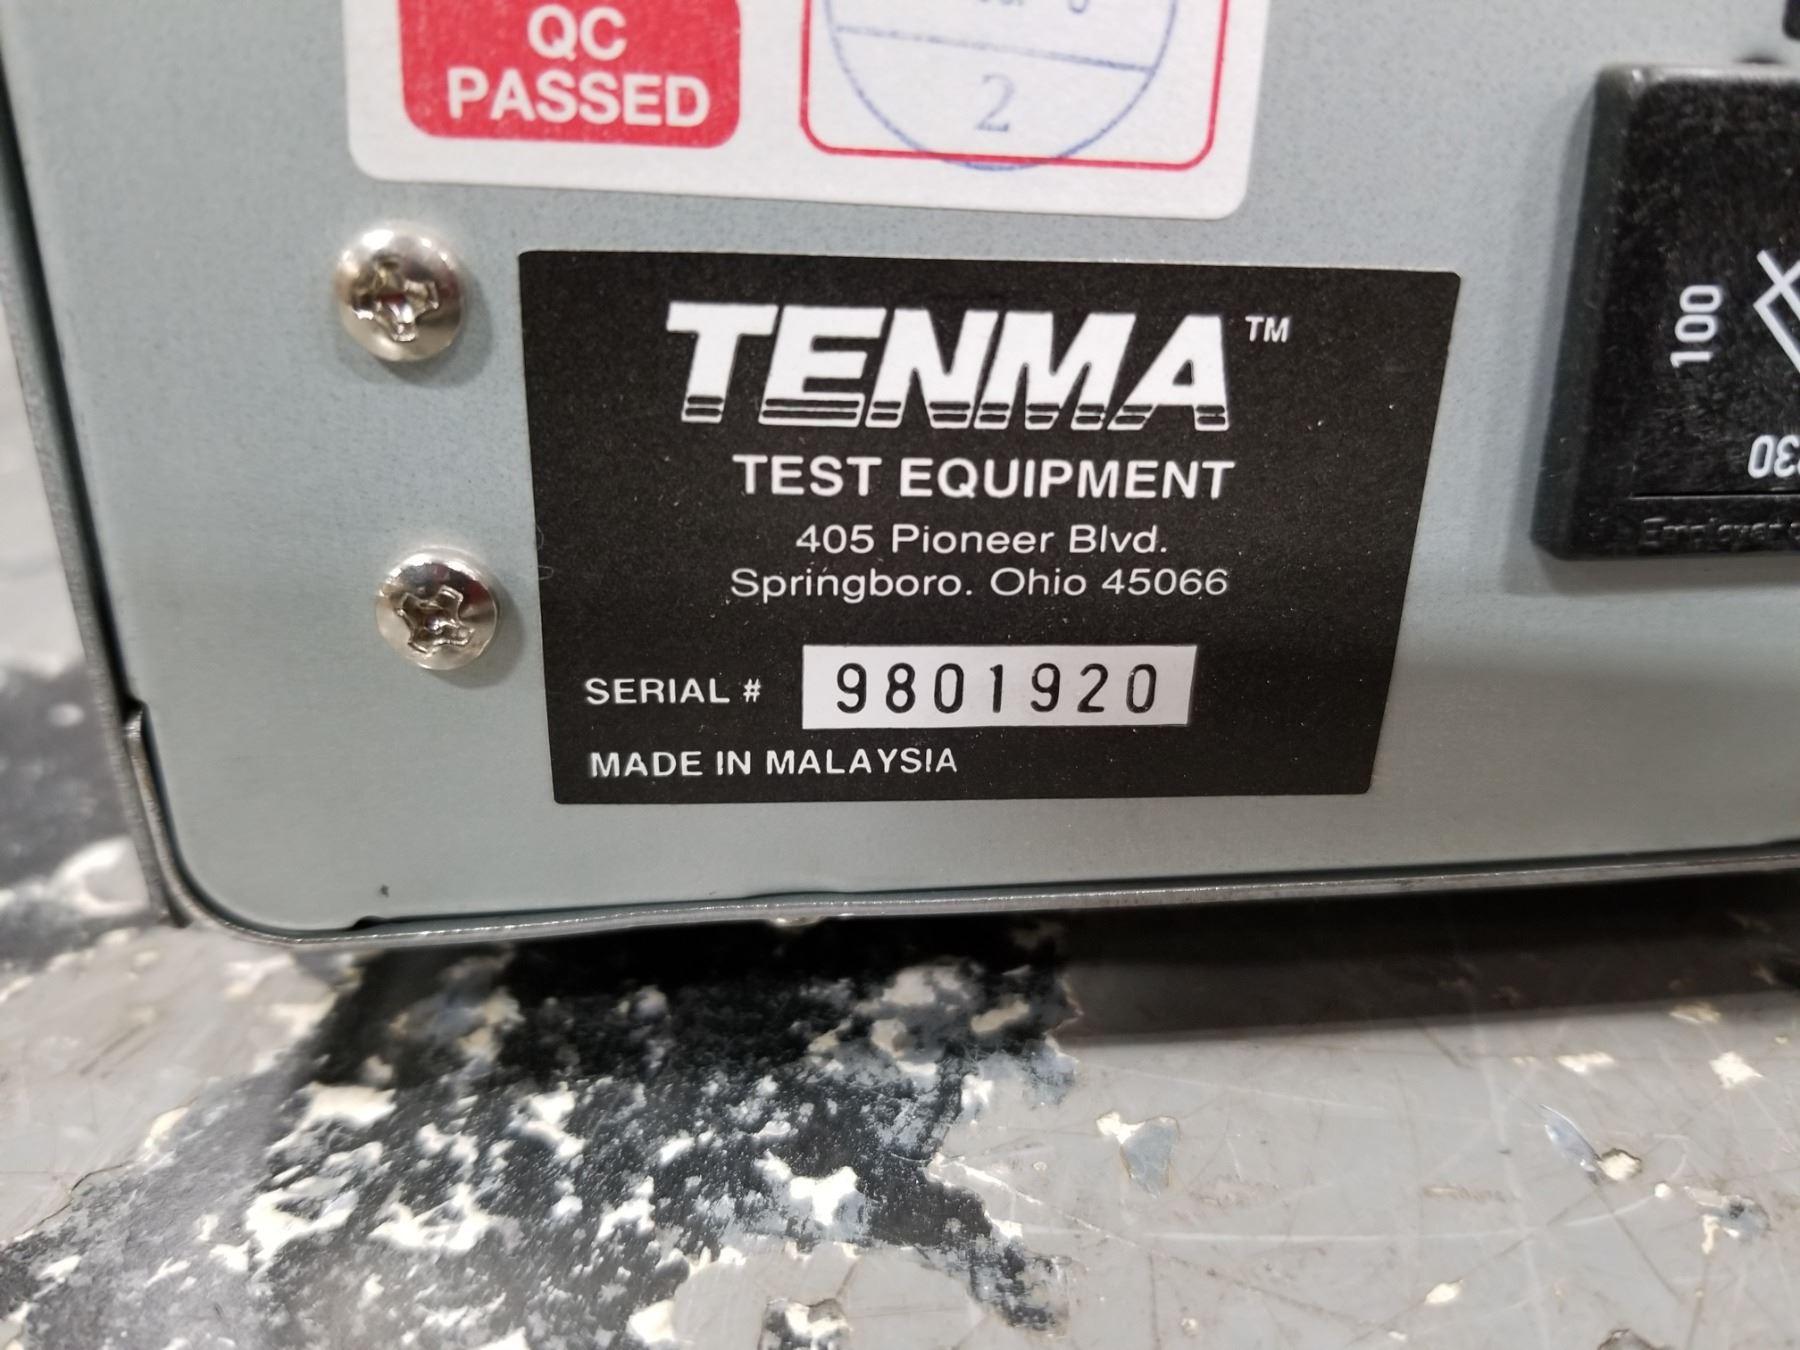 QC
PASSED
2
TENMA™
TEST EQUIPMENT
405 Pioneer Blvd.
Springboro. Ohio 45066
SERIAL # 9801920
MADE IN MALAYSIA
100